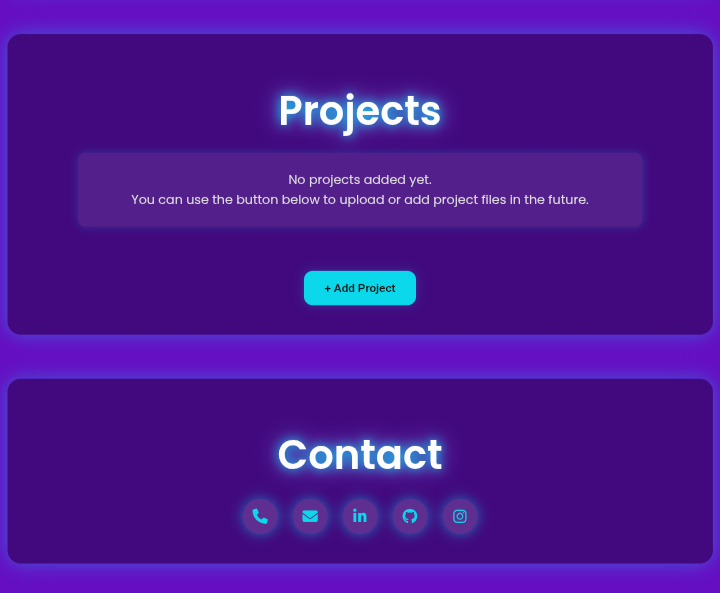 Projects
No projects added yet.
You can use the button below to upload or add project files in the future.
+ Add Project
Contact